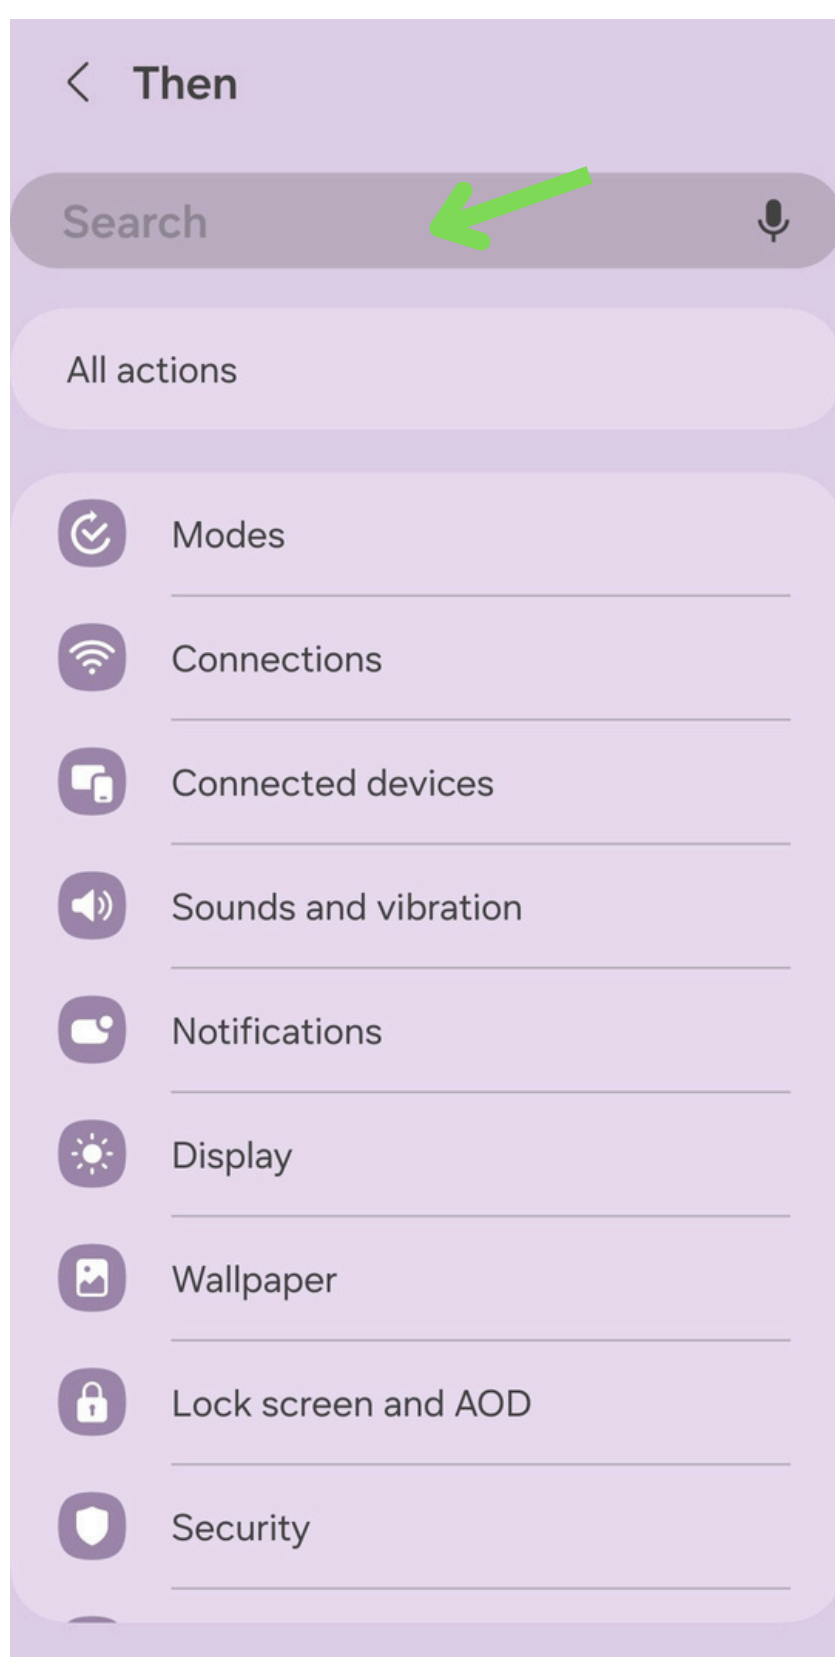 Then
Search
All actions
Modes
Connections
Connected devices
Sounds and vibration
Notifications
Display
Wallpaper
Lock screen and AOD
Security